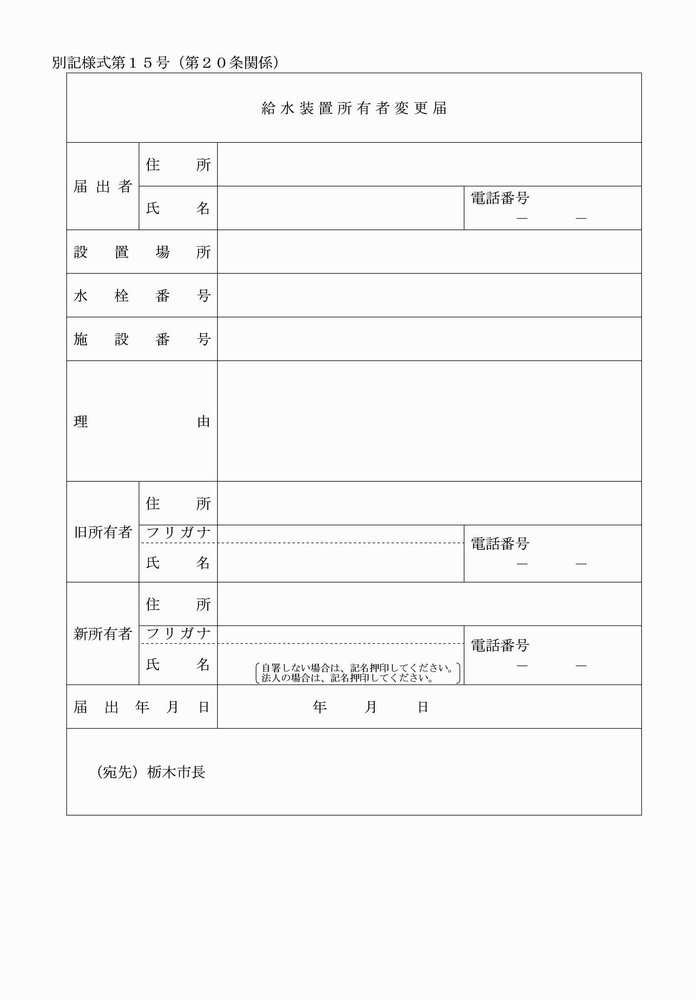 別記様式第１５号（第２０条関係）
給水装置所有者変更届
届出者
住所
氏名
電話番号
－　　－
設置場所
水栓番号
施設番号
理由
旧所有者
住所
フリガナ
氏名
電話番号
－　　－
新所有者
住所
フリガナ
氏名
自署しない場合は、記名押印してください。
法人の場合は、記名押印してください。
電話番号
－　　－
届出年月日
年　　月　　日
（宛先）栃木市長